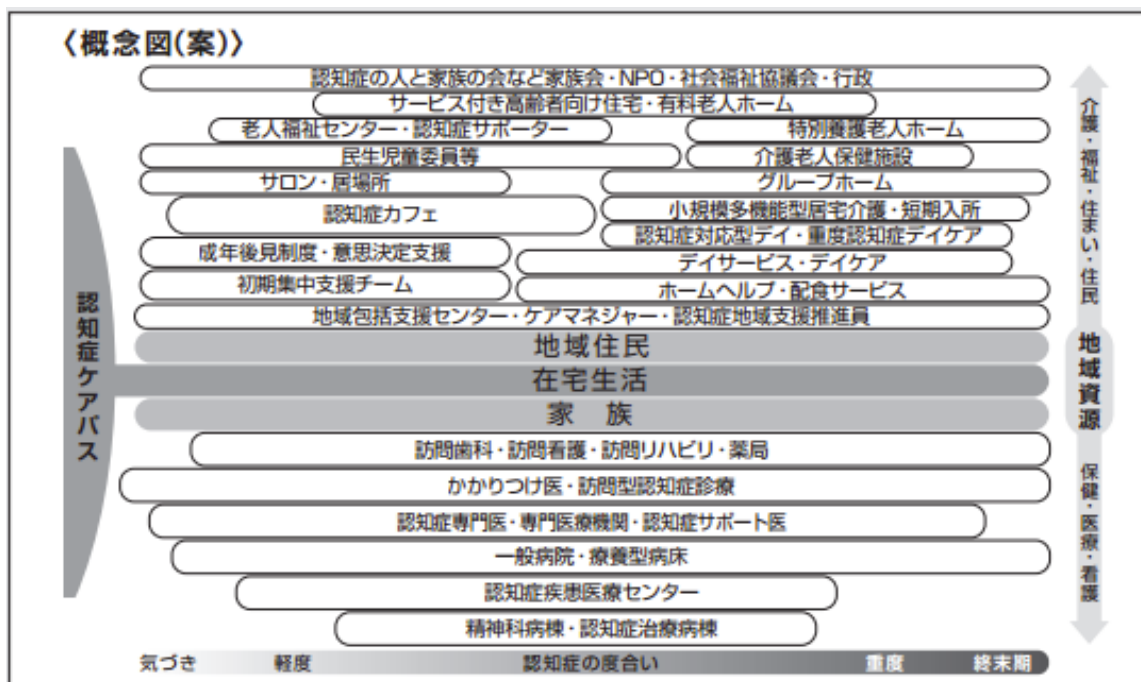 〈概念図(案)〉
認知症の人と家族の会など家族会・NPO・社会福祉協議会・行政
サービス付き高齢者向け住宅・有料老人ホーム
老人福祉センター・認知症サポーター
特別養護老人ホーム
民生児童委員等
介護老人保健施設
サロン・居場所
グループホーム
認知症カフェ
小規模多機能型居宅介護・短期入所
認知症対応型デイ・重度認知症デイケア
成年後見制度・意思決定支援
デイサービス・デイケア
初期集中支援チーム
ホームヘルプ・配食サービス
地域包括支援センター・ケアマネジャー・認知症地域支援推進員
地域住民
在宅生活
家 族
訪問歯科・訪問看護・訪問リハビリ・薬局
かかりつけ医・訪問型認知症診療
認知症専門医・専門医療機関・認知症サポート医
一般病院・療養型病床
認知症疾患医療センター
精神科病棟・認知症治療病棟
気づき 軽度 認知症の度合い 重度 終末期
認知症ケアパス
介護・福祉・住まい・住民
地域資源
保健・医療・看護